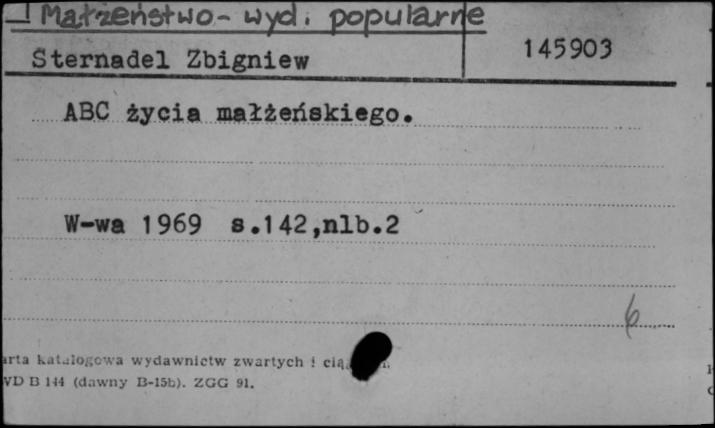 Małżeństwo - wyd. popularne
Sternadel Zbigniew
145903
ABC życia małżeńskiego.
W-wa 1969 s.142,nlb.2
6
arta katalogowa wydawnictw zwartych i
WD B 144 (dawny B-15b). ZGG 91.